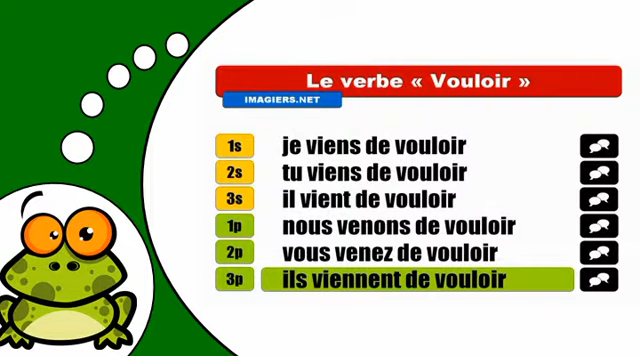 Le verbe « Vouloir »
IMAGIERS.NET
1s je viens de vouloir
2s tu viens de vouloir
3s il vient de vouloir
1p nous venons de vouloir
2p vous venez de vouloir
3p ils viennent de vouloir